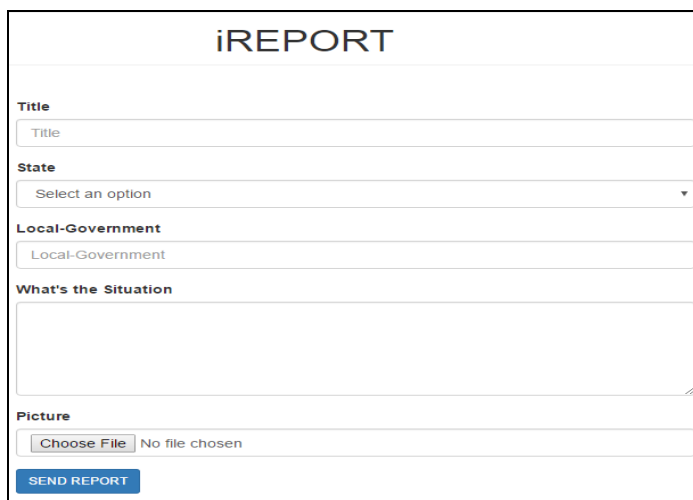 iREPORT
Title
Title
State
Select an option
Local-Government
Local-Government
What's the Situation
Picture
Choose File No file chosen
SEND REPORT